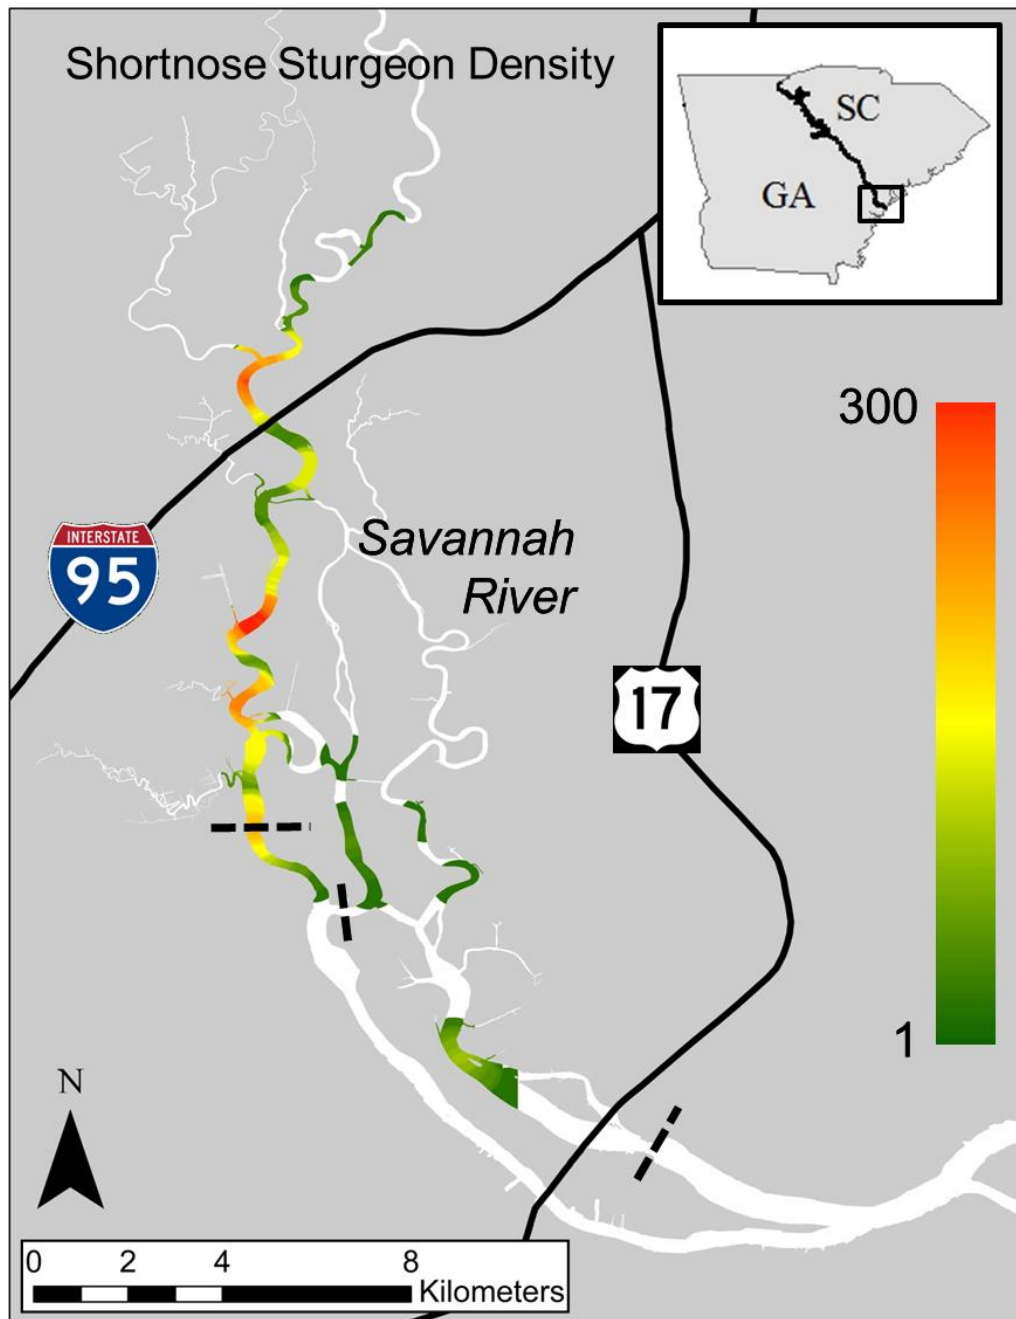 Shortnose Sturgeon Density
SC
GA
300
Savannah
River
INTERSTATE
95
17
1
N
0 2 4 8
Kilometers